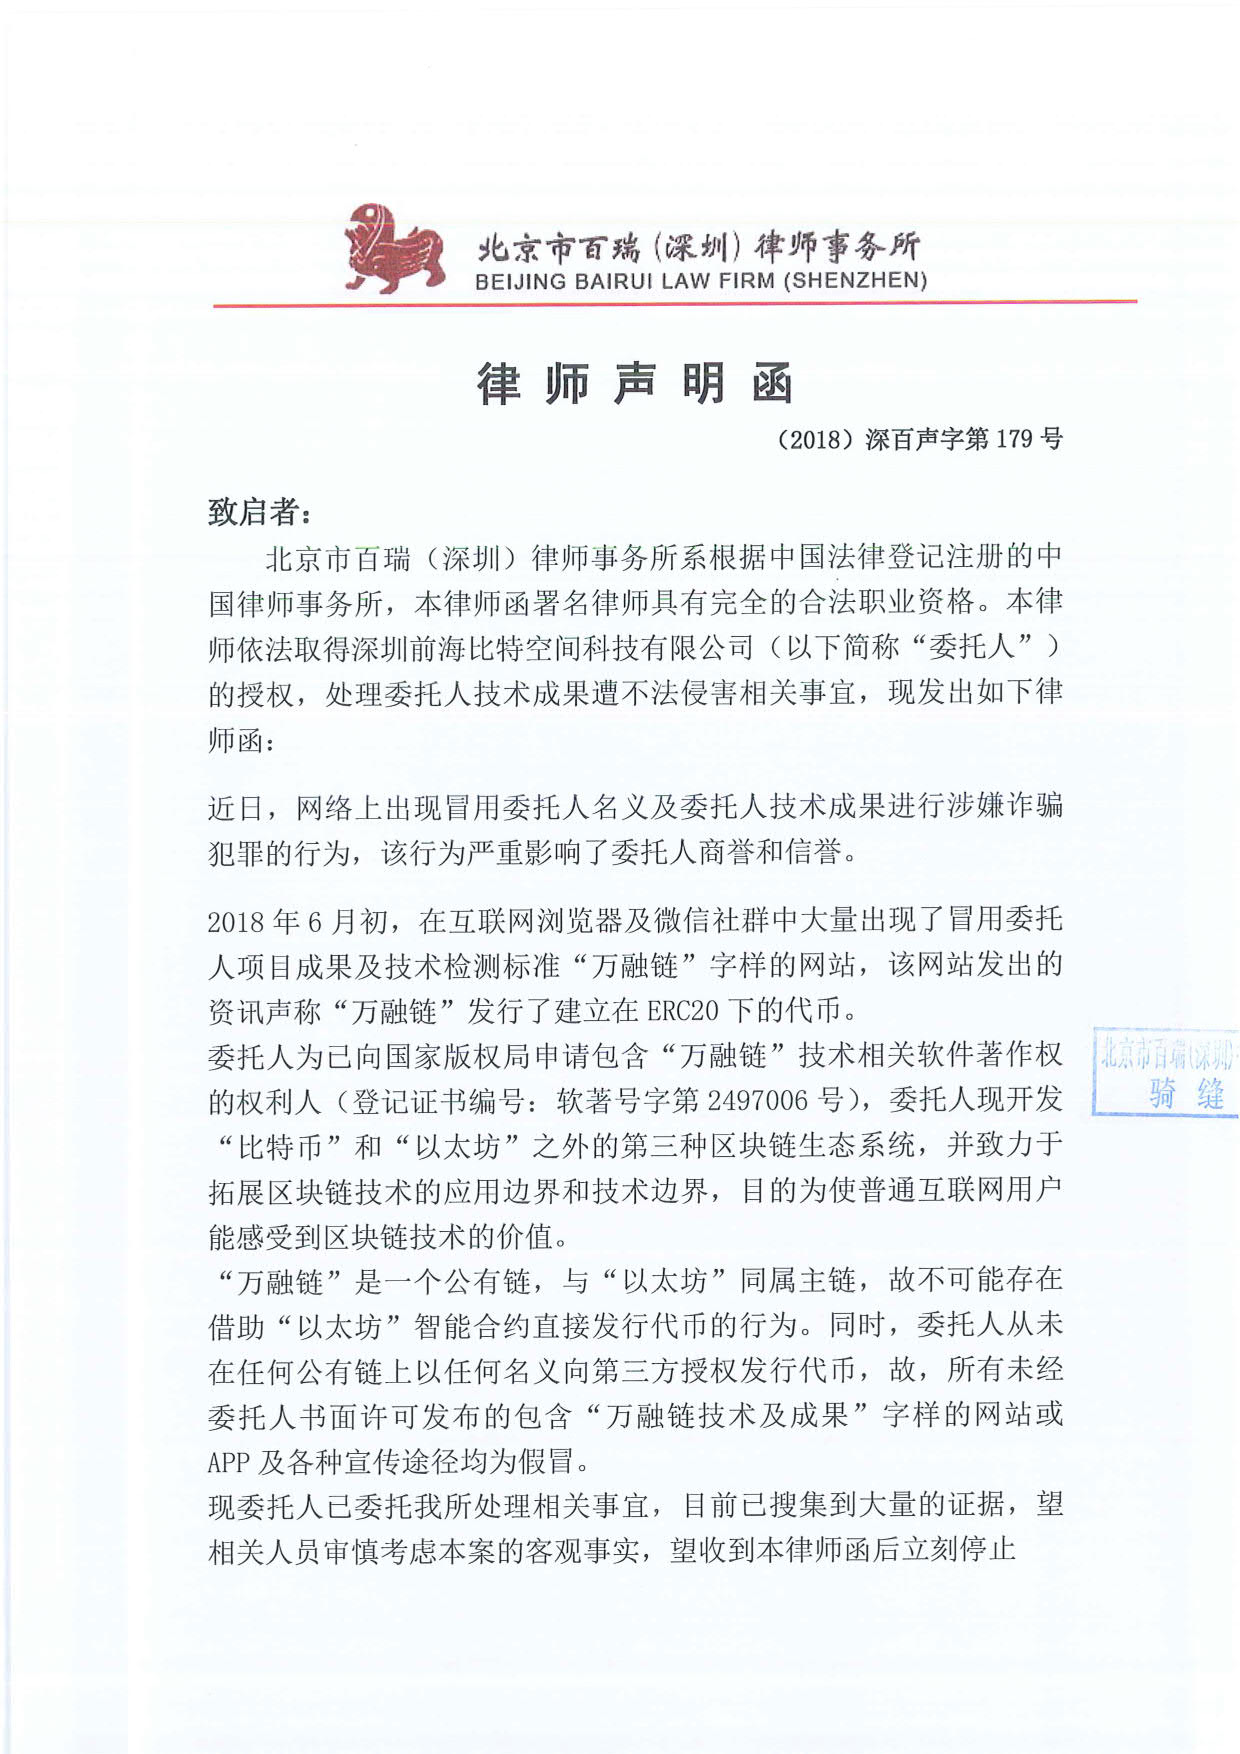 北京市百瑞（深圳）律师事务所
BEIJING BAIRUI LAW FIRM (SHENZHEN)
律师声明函
（2018）深百声字第 179 号
致启者：
北京市百瑞（深圳）律师事务所系根据中国法律登记注册的中
国律师事务所，本律师函署名律师具有完全的合法职业资格。本律
师依法取得深圳前海比特空间科技有限公司（以下简称“委托人”）
的授权，处理委托人技术成果遭不法侵害相关事宜，现发出如下律
师函：
近日，网络上出现冒用委托人名义及委托人技术成果进行涉嫌诈骗
犯罪的行为，该行为严重影响了委托人商誉和信誉。
2018 年 6 月初，在互联网浏览器及微信社群中大量出现了冒用委托
人项目成果及技术检测标准“万融链”字样的网站，该网站发出的
资讯声称“万融链”发行了建立在 ERC20 下的代币。
委托人为已向国家版权局申请包含“万融链”技术相关软件著作权
的权利人（登记证书编号：软著号字第 2497006 号），委托人现开发
“比特币”和“以太坊”之外的第三种区块链生态系统，并致力于
拓展区块链技术的应用边界和技术边界，目的为使普通互联网用户
能感受到区块链技术的价值。
“万融链”是一个公有链，与“以太坊”同属主链，故不可能存在
借助“以太坊”智能合约直接发行代币的行为。同时，委托人从未
在任何公有链上以任何名义向第三方授权发行代币，故，所有未经
委托人书面许可发布的包含“万融链技术及成果”字样的网站或
APP 及各种宣传途径均为假冒。
现委托人已委托我所处理相关事宜，目前已搜集到大量的证据，望
相关人员审慎考虑本案的客观事实，望收到本律师函后立刻停止
北京市百瑞(深圳)
骑 缝